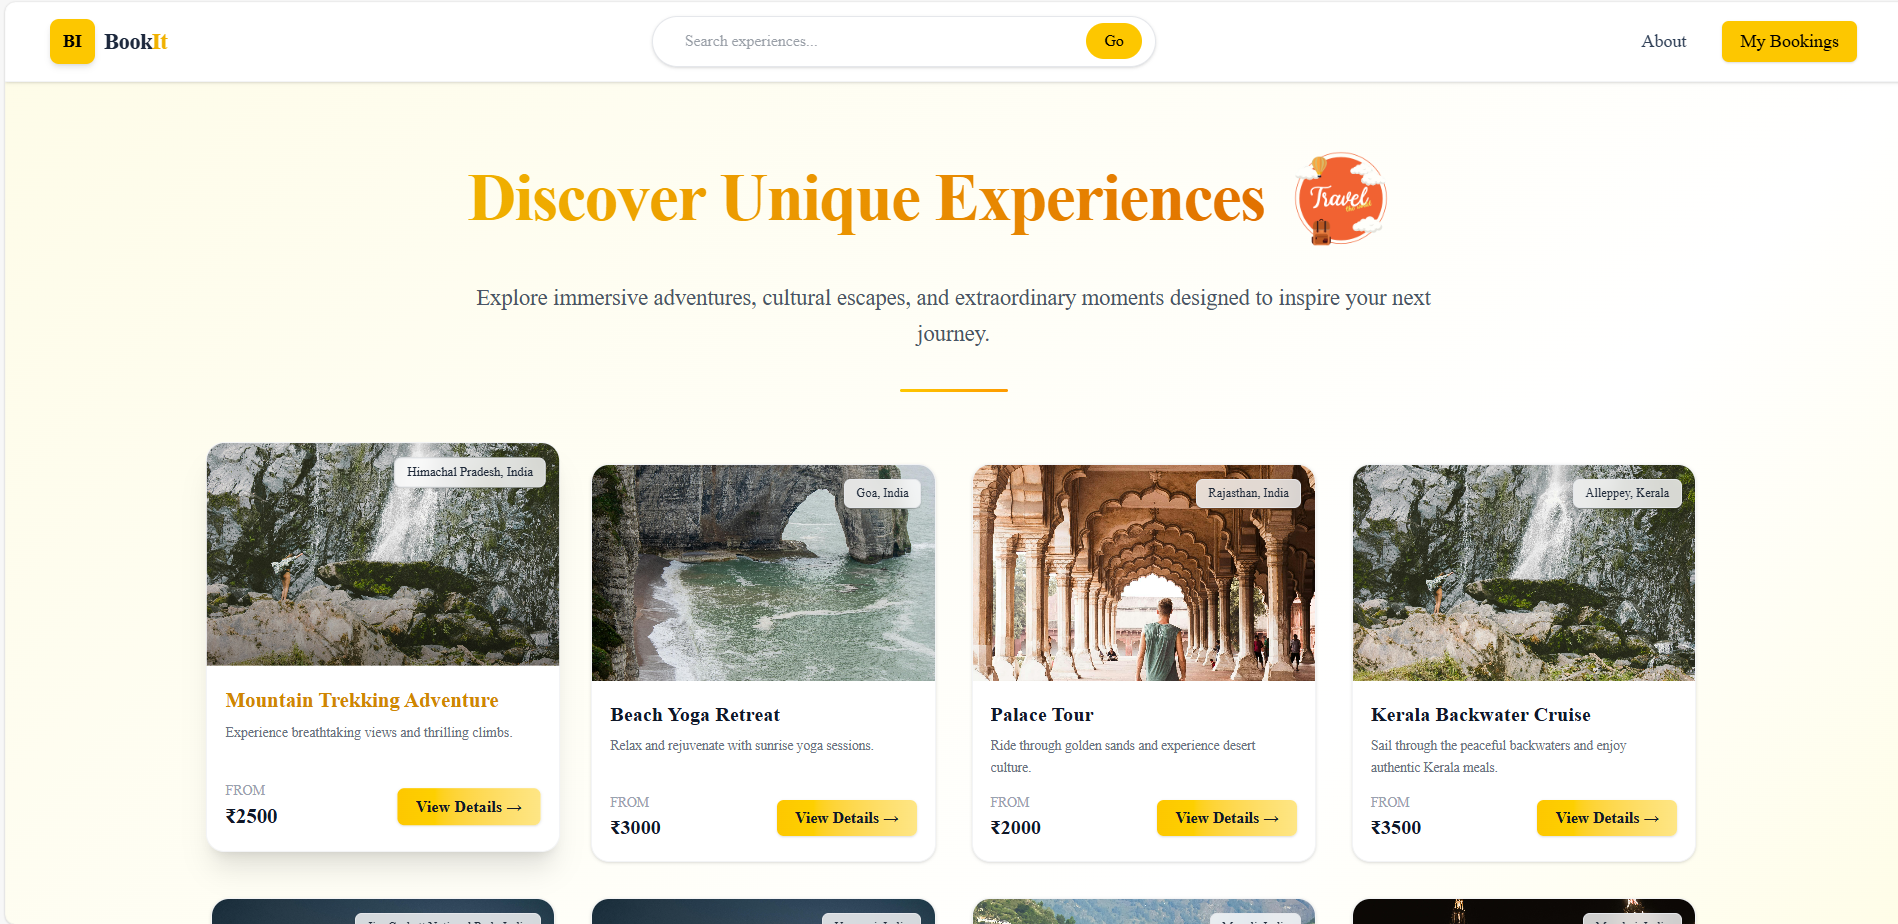 BI BookIt
Search experiences...
Go
About
My Bookings
Discover Unique Experiences
Travel
Explore immersive adventures, cultural escapes, and extraordinary moments designed to inspire your next
journey.
Himachal Pradesh, India
Mountain Trekking Adventure
Experience breathtaking views and thrilling climbs.
FROM
₹2500
View Details →
Goa, India
Beach Yoga Retreat
Relax and rejuvenate with sunrise yoga sessions.
FROM
₹3000
View Details →
Rajasthan, India
Palace Tour
Ride through golden sands and experience desert
culture.
FROM
₹2000
View Details →
Alleppey, Kerala
Kerala Backwater Cruise
Sail through the peaceful backwaters and enjoy
authentic Kerala meals.
FROM
₹3500
View Details →